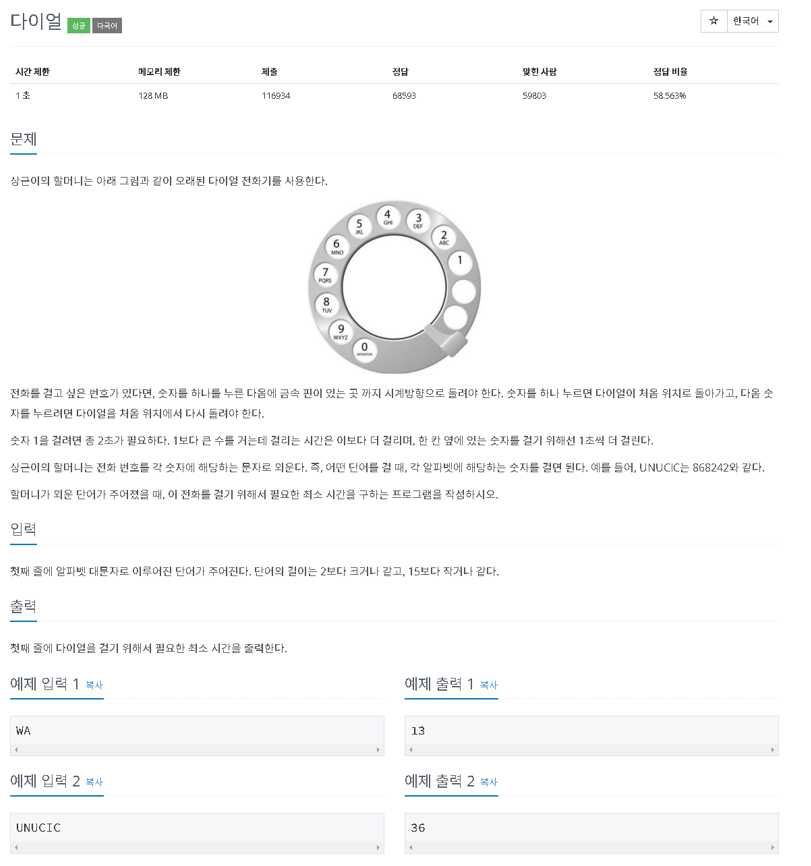 다이얼 성공 다국어
☆ 한국어
시간 제한 메모리 제한 제출 정답 맞힌 사람 정답 비율
1 초 128 MB 116934 68593 59803 58.563%
문제
상근이의 할머니는 아래 그림과 같이 오래된 다이얼 전화기를 사용한다.
4 GHI
3 DEF
5 JKL
2 ABC
6 MNO
1
7 PQRS
8 TUV
9 WXYZ
0 OPERATOR
전화를 걸고 싶은 번호가 있다면, 숫자를 하나를 누른 다음에 금속 핀이 있는 곳 까지 시계방향으로 돌려야 한다. 숫자를 하나 누르면 다이얼이 처음 위치로 돌아가고, 다음 숫
자를 누르려면 다이얼을 처음 위치에서 다시 돌려야 한다.
숫자 1을 걸려면 총 2초가 필요하다. 1보다 큰 수를 거는데 걸리는 시간은 이보다 더 걸리며, 한 칸 옆에 있는 숫자를 걸기 위해선 1초씩 더 걸린다.
상근이의 할머니는 전화 번호를 각 숫자에 해당하는 문자로 외운다. 즉, 어떤 단어를 걸 때, 각 알파벳에 해당하는 숫자를 걸면 된다. 예를 들어, UNUCIC는 868242와 같다.
할머니가 외운 단어가 주어졌을 때, 이 전화를 걸기 위해서 필요한 최소 시간을 구하는 프로그램을 작성하시오.
입력
첫째 줄에 알파벳 대문자로 이루어진 단어가 주어진다. 단어의 길이는 2보다 크거나 같고, 15보다 작거나 같다.
출력
첫째 줄에 다이얼을 걸기 위해서 필요한 최소 시간을 출력한다.
예제 입력 1 복사
WA
예제 출력 1 복사
13
예제 입력 2 복사
UNUCIC
예제 출력 2 복사
36